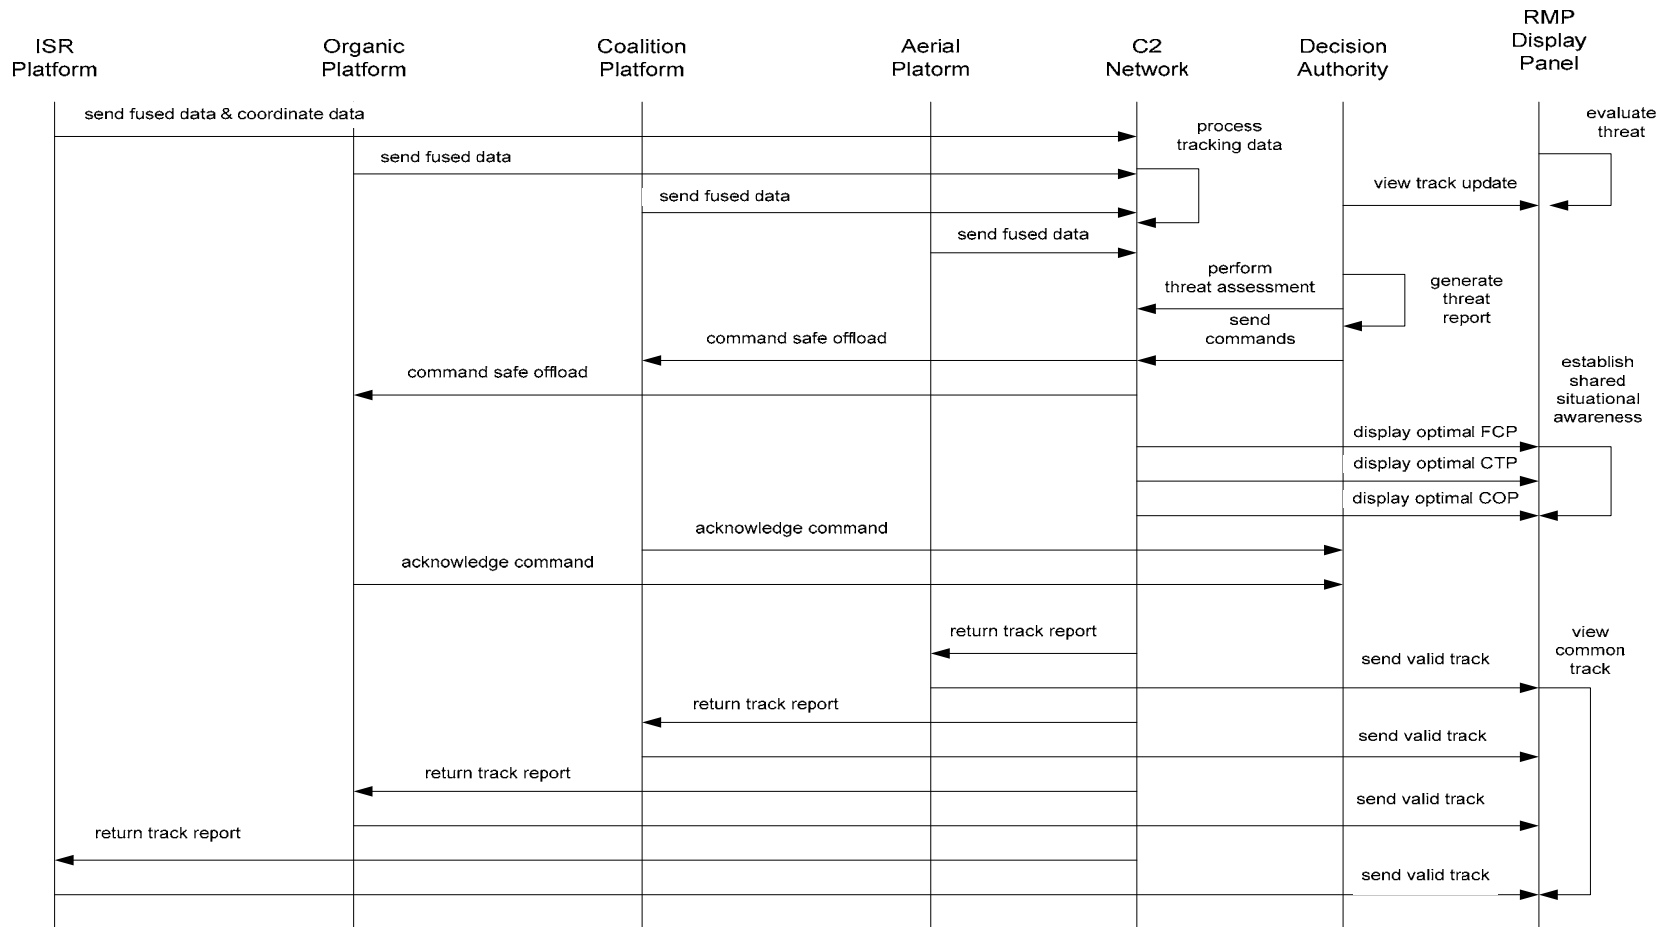 ISR
Platform
Organic
Platform
Coalition
Platform
Aerial
Platorm
C2
Network
Decision
Authority
RMP
Display
Panel
send fused data & coordinate data
evaluate
threat
process
tracking data
send fused data
view track update
send fused data
send fused data
perform
threat assessment
generate
threat
report
send
commands
command safe offload
command safe offload
establish
shared
situational
awareness
display optimal FCP
display optimal CTP
display optimal COP
acknowledge command
acknowledge command
return track report
view
common
track
send valid track
return track report
send valid track
return track report
send valid track
return track report
send valid track